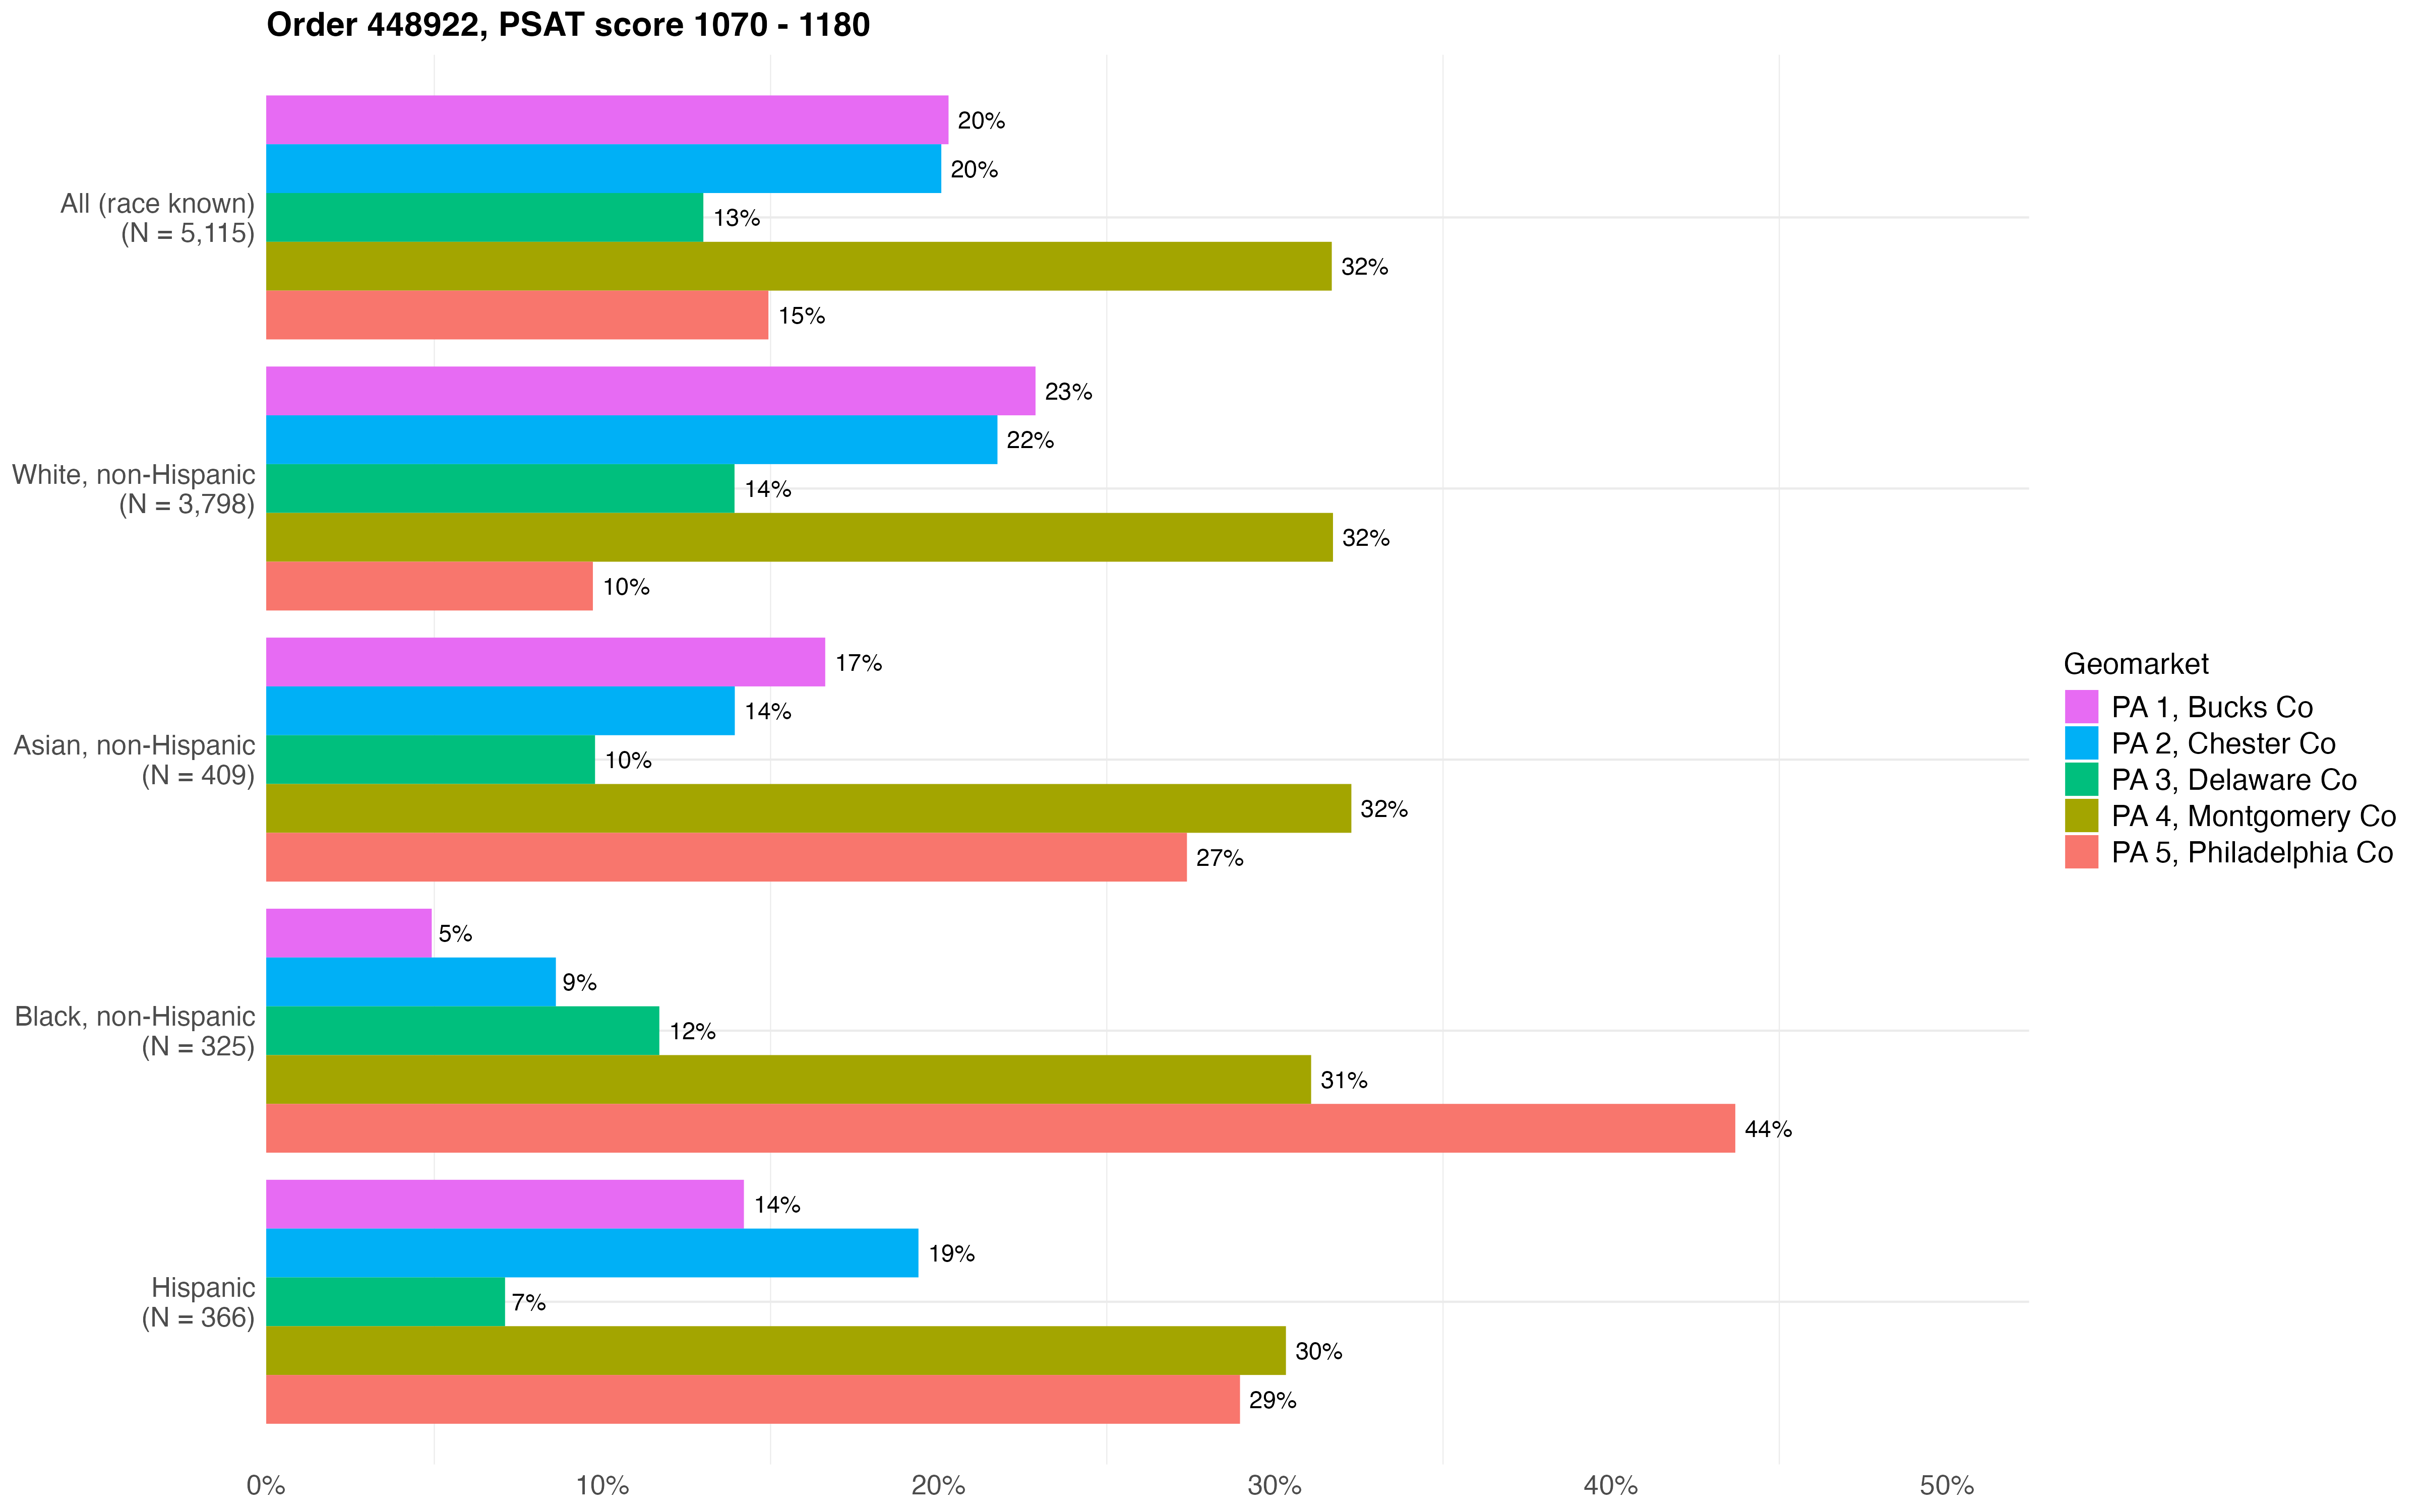 Order 448922, PSAT score 1070 - 1180
All (race known)
(N = 5,115)
20%
20%
13%
32%
15%
White, non-Hispanic
(N = 3,798)
23%
22%
14%
32%
10%
Asian, non-Hispanic
(N = 409)
17%
14%
10%
32%
27%
Black, non-Hispanic
(N = 325)
5%
9%
12%
31%
44%
Hispanic
(N = 366)
14%
19%
7%
30%
29%
0%
10%
20%
30%
40%
50%
Geomarket
PA 1, Bucks Co
PA 2, Chester Co
PA 3, Delaware Co
PA 4, Montgomery Co
PA 5, Philadelphia Co